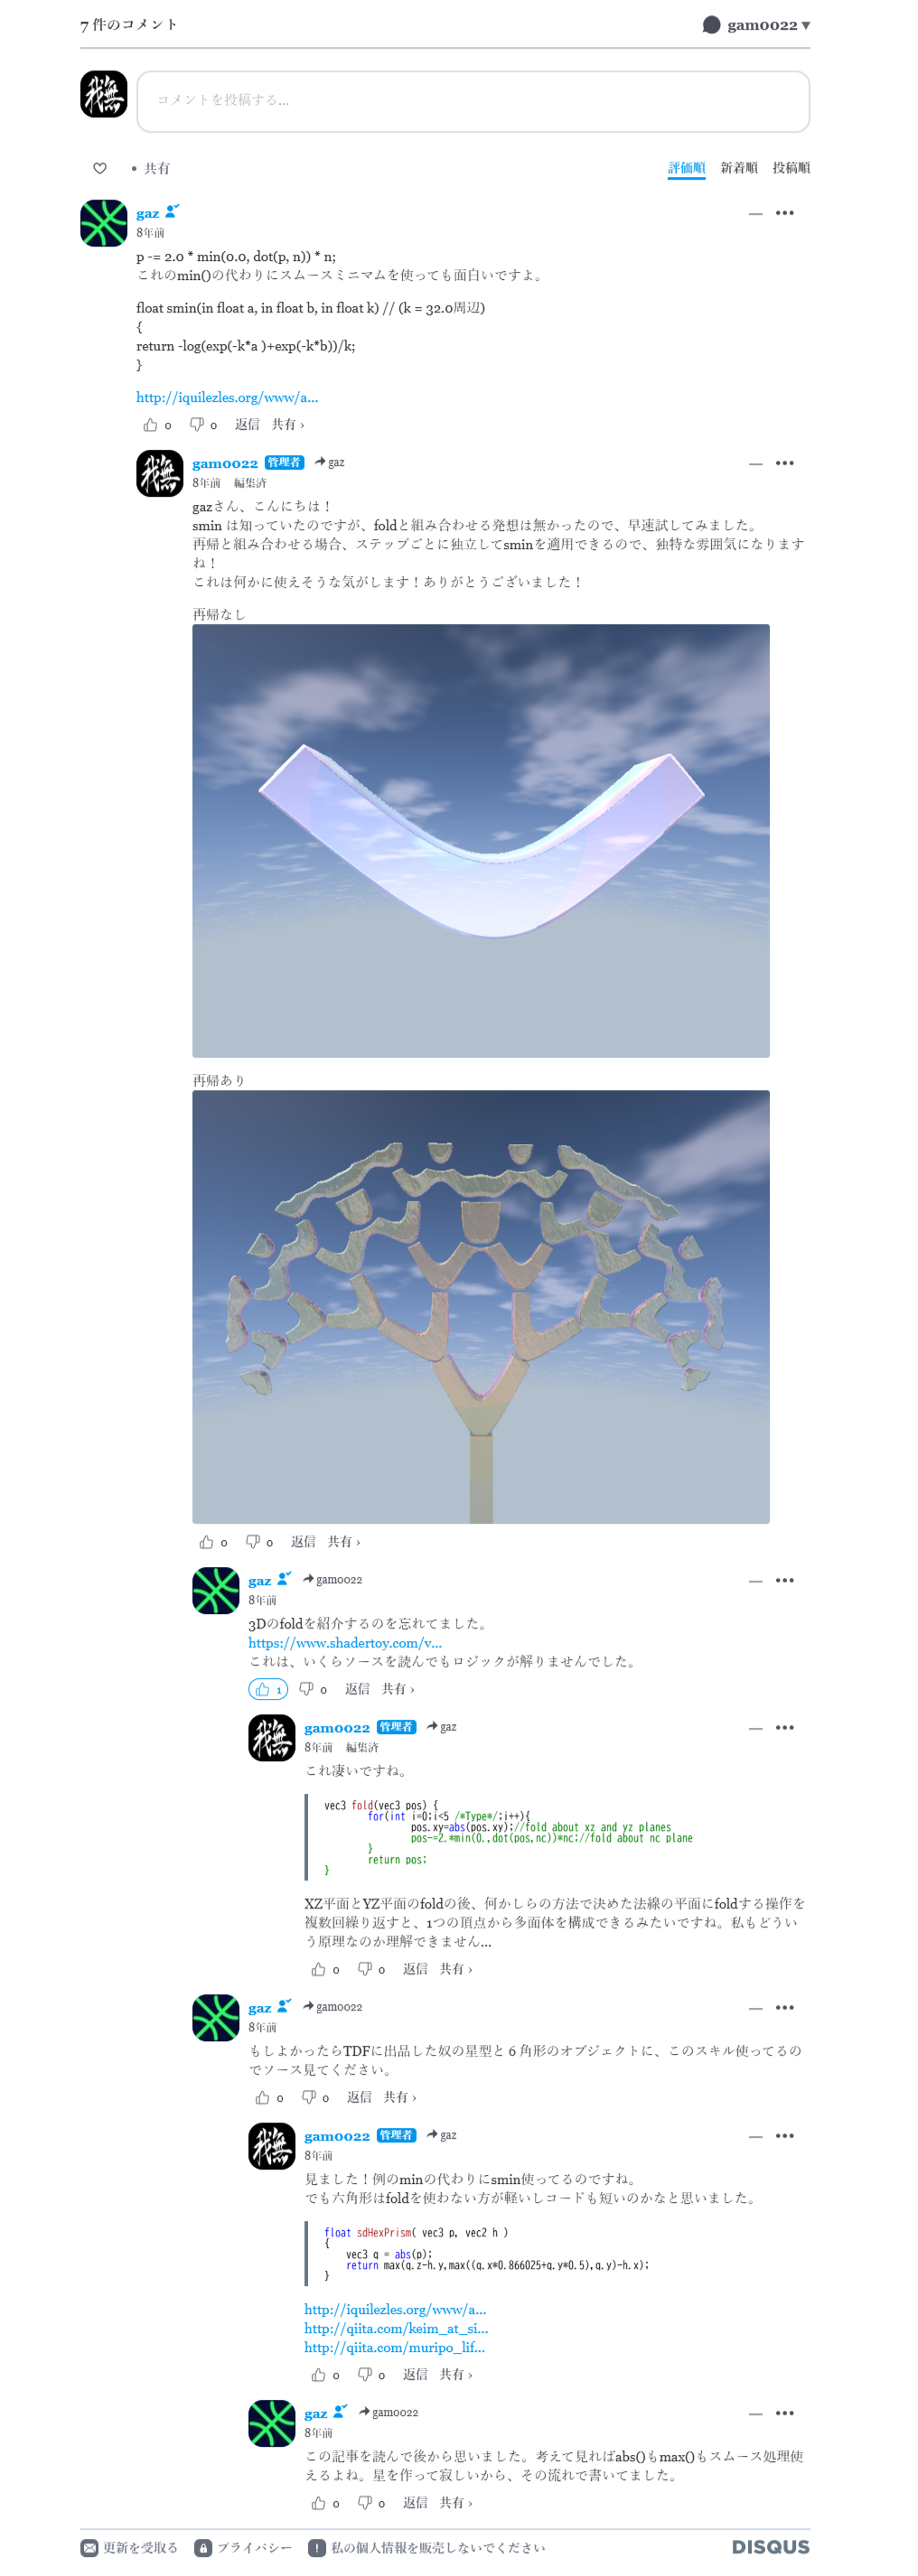 7 件のコメント
gam0022 ▼
コメントを投稿する...
• 共有
評価順 新着順 投稿順
gaz
8年前
p -= 2.0 * min(0.0, dot(p, n)) * n;
これのmin()の代わりにスムースミニマムを使っても面白いですよ。
float smin(in float a, in float b, in float k) // (k = 32.0周辺)
{
return -log(exp(-k*a )+exp(-k*b))/k;
}
http://iquilezles.org/www/a...
0 0 返信 共有 ›
gam0022 管理者 gaz
8年前 編集済
gazさん、こんにちは！
smin は知っていたのですが、foldと組み合わせる発想は無かったので、早速試してみました。
再帰と組み合わせる場合、ステップごとに独立してsminを適用できるので、独特な雰囲気になります
ね！
これは何かに使えそうな気がします！ありがとうございました！
再帰なし
再帰あり
0 0 返信 共有 ›
gaz gam0022
8年前
3Dのfoldを紹介するのを忘れてました。
https://www.shadertoy.com/v...
これは、いくらソースを読んでもロジックが解りませんでした。
1 0 返信 共有 ›
gam0022 管理者 gaz
8年前 編集済
これ凄いですね。
vec3 fold(vec3 pos) {
for(int i=0;i<5 /*Type*/;i++){
pos.xy=abs(pos.xy);//fold about xz and yz planes
pos-=2.*min(0.,dot(pos,nc))*nc;//fold about nc plane
}
return pos;
}
XZ平面とYZ平面のfoldの後、何かしらの方法で決めた法線の平面にfoldする操作を
複数回繰り返すと、1つの頂点から多面体を構成できるみたいですね。私もどうい
う原理なのか理解できません...
0 0 返信 共有 ›
gaz gam0022
8年前
もしよかったらTDFに出品した奴の星型と６角形のオブジェクトに、このスキル使ってるの
でソース見てください。
0 0 返信 共有 ›
gam0022 管理者 gaz
8年前
見ました！例のminの代わりにsmin使ってるのですね。
でも六角形はfoldを使わない方が軽いしコードも短いのかなと思いました。
float sdHexPrism( vec3 p, vec2 h )
{
vec3 q = abs(p);
return max(q.z-h.y,max((q.x*0.866025+q.y*0.5),q.y)-h.x);
}
http://iquilezles.org/www/a...
http://qiita.com/keim_at_si...
http://qiita.com/muripo_lif...
0 0 返信 共有 ›
gaz gam0022
8年前
この記事を読んで後から思いました。考えて見ればabs()もmax()もスムース処理使
えるよね。星を作って寂しいから、その流れで書いてました。
0 0 返信 共有 ›
更新を受取る プライバシー ! 私の個人情報を販売しないでください DISQUS